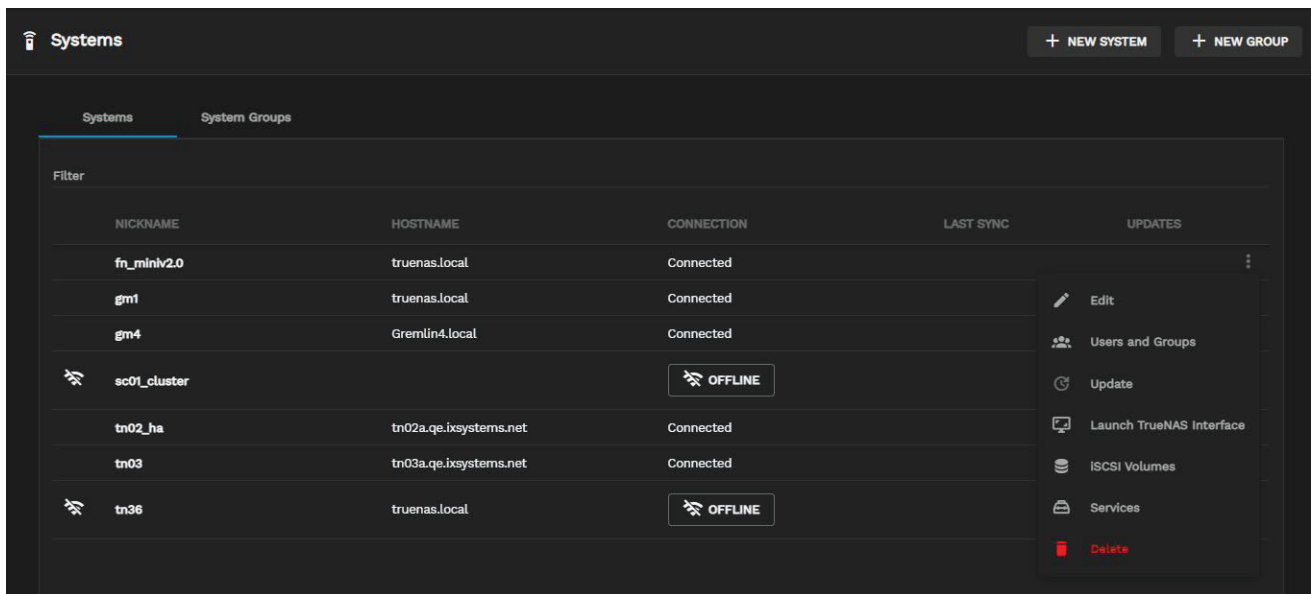 Systems
NEW SYSTEM
NEW GROUP
Systems
System Groups
Filter
NICKNAME HOSTNAME CONNECTION LAST SYNC UPDATES
fn_miniv2.0 truenas.local Connected
gm1 truenas.local Connected
gm4 Gremlin4.local Connected
sc01_cluster OFFLINE
tn02_ha tn02a.qe.ixsystems.net Connected
tn03 tn03a.qe.ixsystems.net Connected
tn36 truenas.local OFFLINE
Edit
Users and Groups
Update
Launch TrueNAS Interface
iSCSI Volumes
Services
Delete